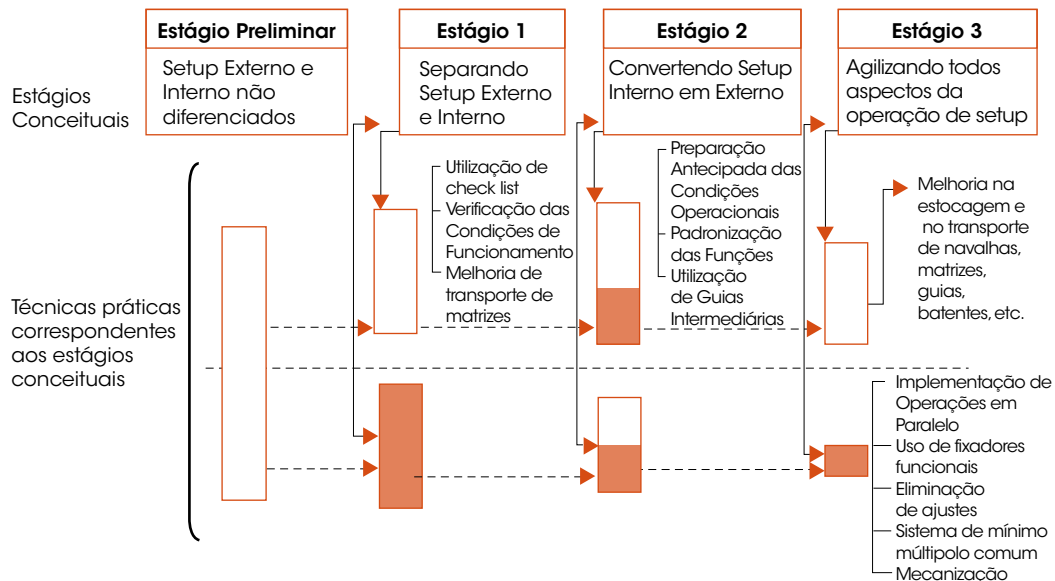 Estágio Preliminar
Setup Externo e
Interno não
diferenciados
Estágio 1
Separando
Setup Externo
e Interno
Estágio 2
Convertendo Setup
Interno em Externo
Estágio 3
Agilizando todos
aspectos da
operação de setup
Estágios
Conceituais
Utilização de
check list
Verificação das
Condições de
Funcionamento
Melhoria de
transporte de
matrizes
Preparação
Antecipada das
Condições
Operacionais
Padronização
das Funções
Utilização
de Guias
Intermediárias
Melhoria na
estocagem e
no transporte
de navalhas,
matrizes,
guias,
batentes, etc.
Técnicas práticas
correspondentes
aos estágios
conceituais
Implementação de
Operações em
Paralelo
Uso de fixadores
funcionais
Eliminação
de ajustes
Sistema de mínimo
múltipolo comum
Mecanização